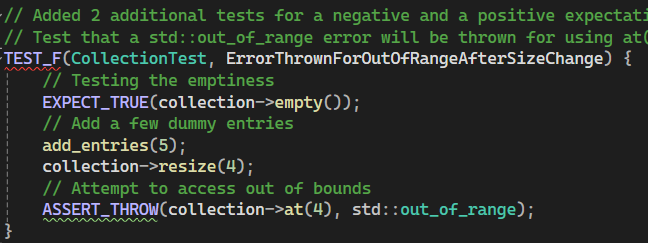 // Added 2 additional tests for a negative and a positive
// Test that a std::out_of_range error will be thrown for using at(
TEST_F(CollectionTest, ErrorThrownForOutOfRangeAfterSizeChange) {
// Testing the emptiness
EXPECT_TRUE(collection->empty());
// Add a few dummy entries
add_entries(5);
collection->resize(4);
// Attempt to access out of bounds
ASSERT_THROW(collection->at(4), std::out_of_range);
}